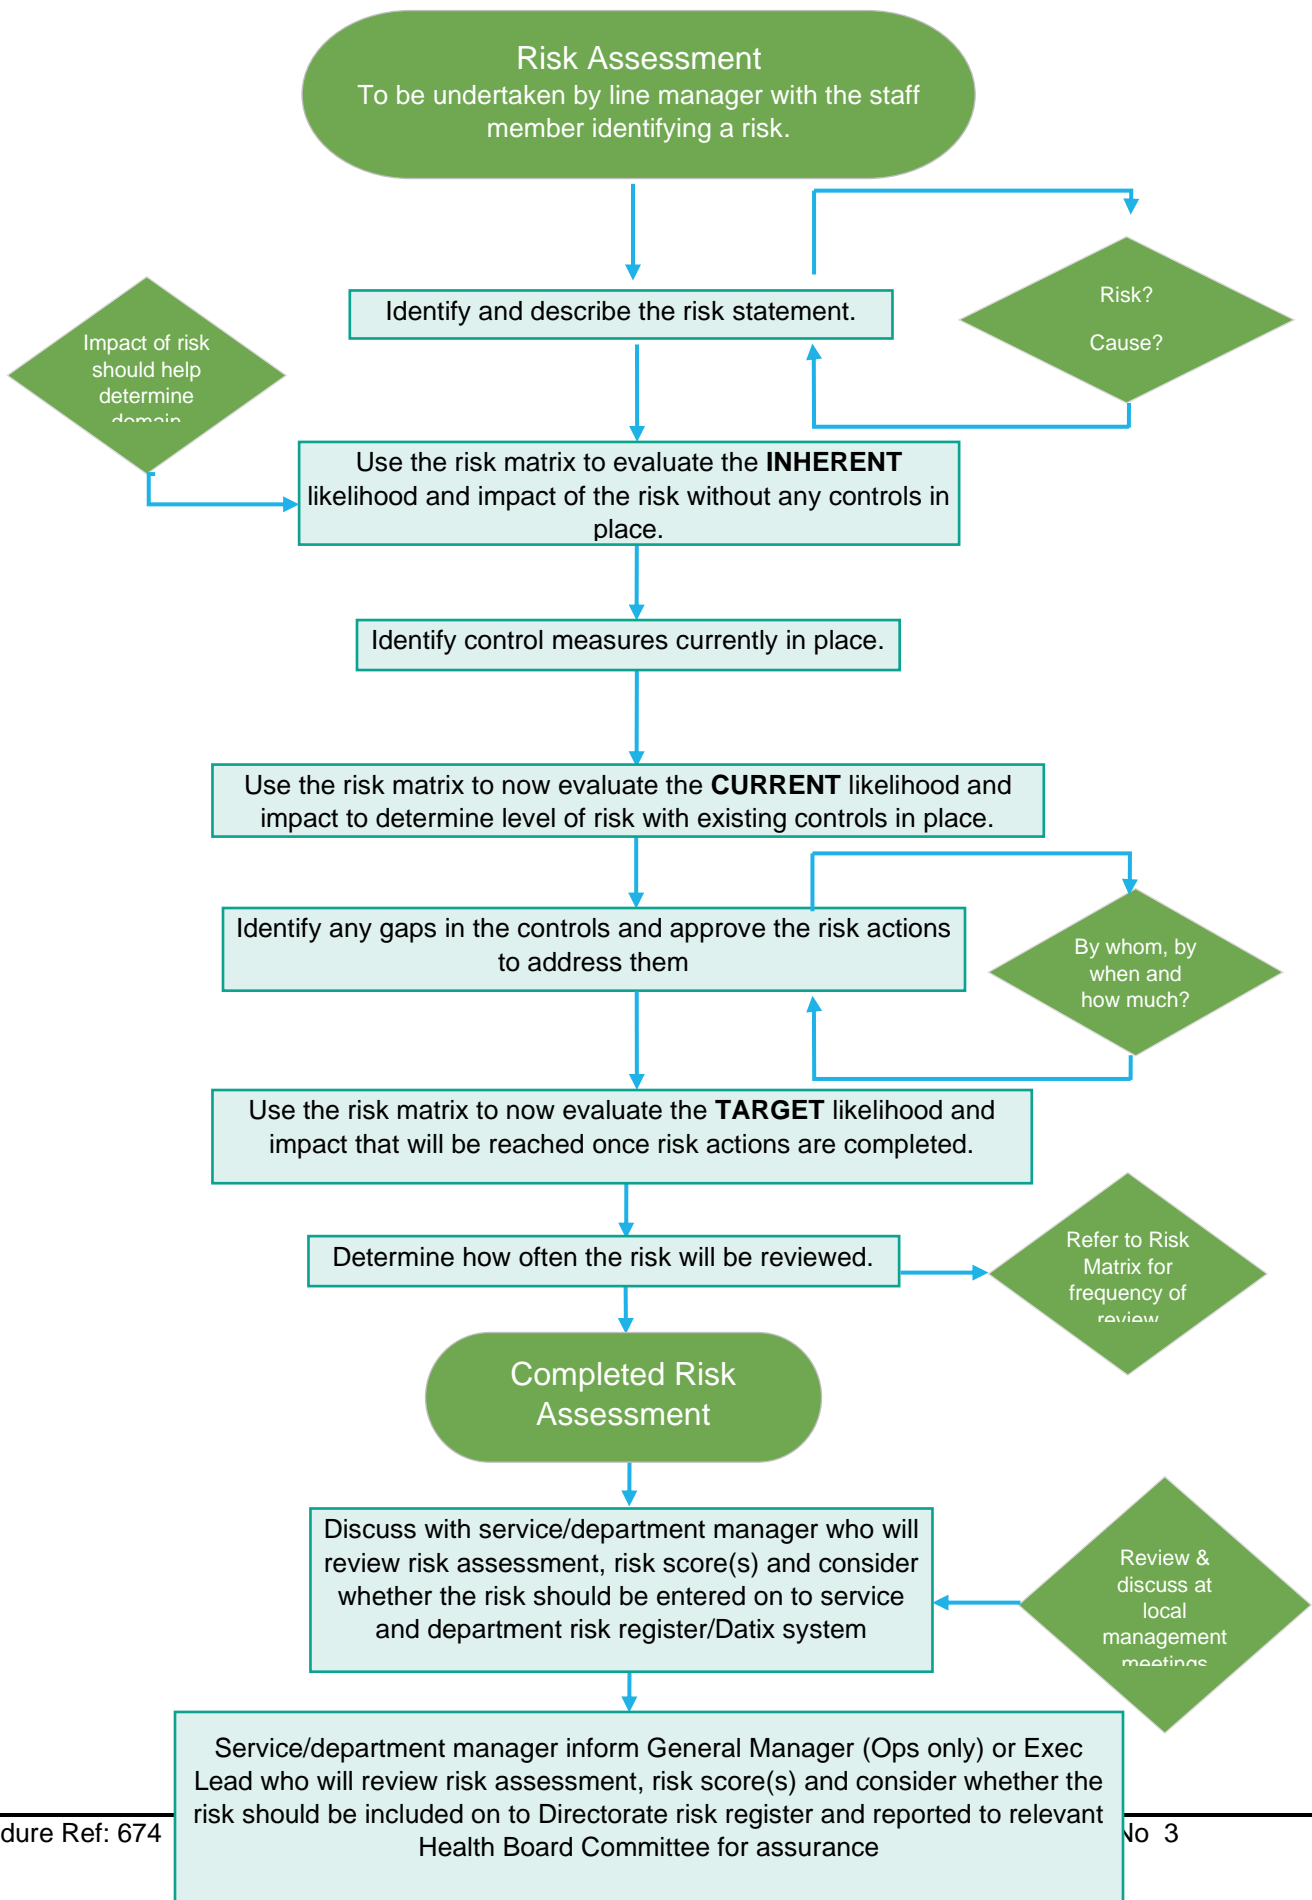 Risk Assessment
To be undertaken by line manager with the staff
member identifying a risk.
Risk?
Cause?
Identify and describe the risk statement.
Impact of risk
should help
determine
domain
Use the risk matrix to evaluate the INHERENT
likelihood and impact of the risk without any controls in
place.
Identify control measures currently in place.
Use the risk matrix to now evaluate the CURRENT likelihood and
impact to determine level of risk with existing controls in place.
Identify any gaps in the controls and approve the risk actions
to address them
By whom, by
when and
how much?
Use the risk matrix to now evaluate the TARGET likelihood and
impact that will be reached once risk actions are completed.
Determine how often the risk will be reviewed.
Refer to Risk
Matrix for
frequency of
review
Completed Risk
Assessment
Discuss with service/department manager who will
review risk assessment, risk score(s) and consider
whether the risk should be entered on to service
and department risk register/Datix system
Review &
discuss at
local
management
meetings
Service/department manager inform General Manager (Ops only) or Exec
Lead who will review risk assessment, risk score(s) and consider whether the
risk should be included on to Directorate risk register and reported to relevant
Health Board Committee for assurance
dure Ref: 674
No 3